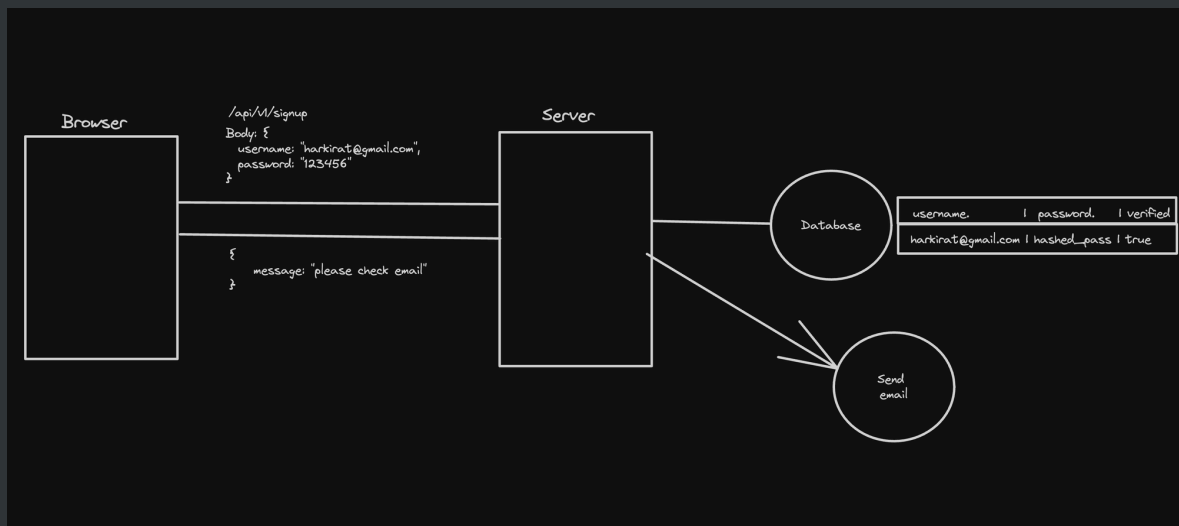 Browser
/api/v1/signup
Body: {
username: "harkirat@gmail.com",
password: "123456"
}
{
message: "please check email"
}
Server
Database
username. | password. | verified
harkirat@gmail.com | hashed_pass | true
Send
email